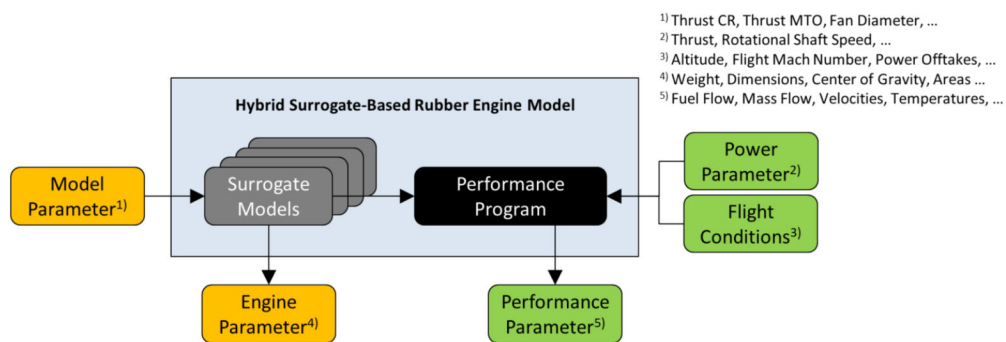 1) Thrust CR, Thrust MTO, Fan Diameter, ...
2) Thrust, Rotational Shaft Speed, ...
3) Altitude, Flight Mach Number, Power Offtakes, ...
4) Weight, Dimensions, Center of Gravity, Areas ...
5) Fuel Flow, Mass Flow, Velocities, Temperatures, ...
Hybrid Surrogate-Based Rubber Engine Model
Model
Parameter1)
Surrogate
Models
Performance
Program
Power
Parameter2)
Flight
Conditions3)
Engine
Parameter4)
Performance
Parameter5)